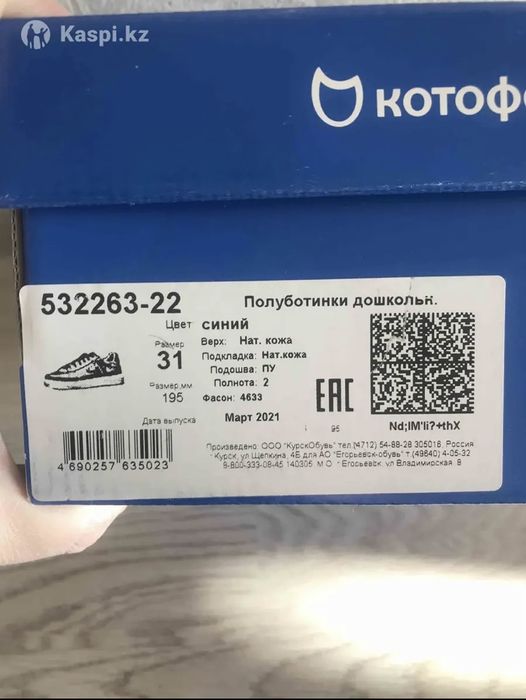 Kaspi.kz
котоф
532263-22
Полуботинки дошкольн.
Цвет синий
Размер
31
Размер,мм
195
Верх: Нат. кожа
Подкладка: Нат.кожа
Подошва: ПУ
Полнота: 2
Фасон: 4633
Дата выпуска Март 2021
EAC
95
Nd;IM'li?+thX
Произведено ООО "КурскОбувь" тел.(4712) 54-88-28 305016, Россия
Курск, ул Щепкина, 4Б для АО "Егорьевск-обувь" т.(49640) 4-05-32
8-800-333-08-45 140305 М О г Егорьевск ул Владимирская 8
4 690257 635023